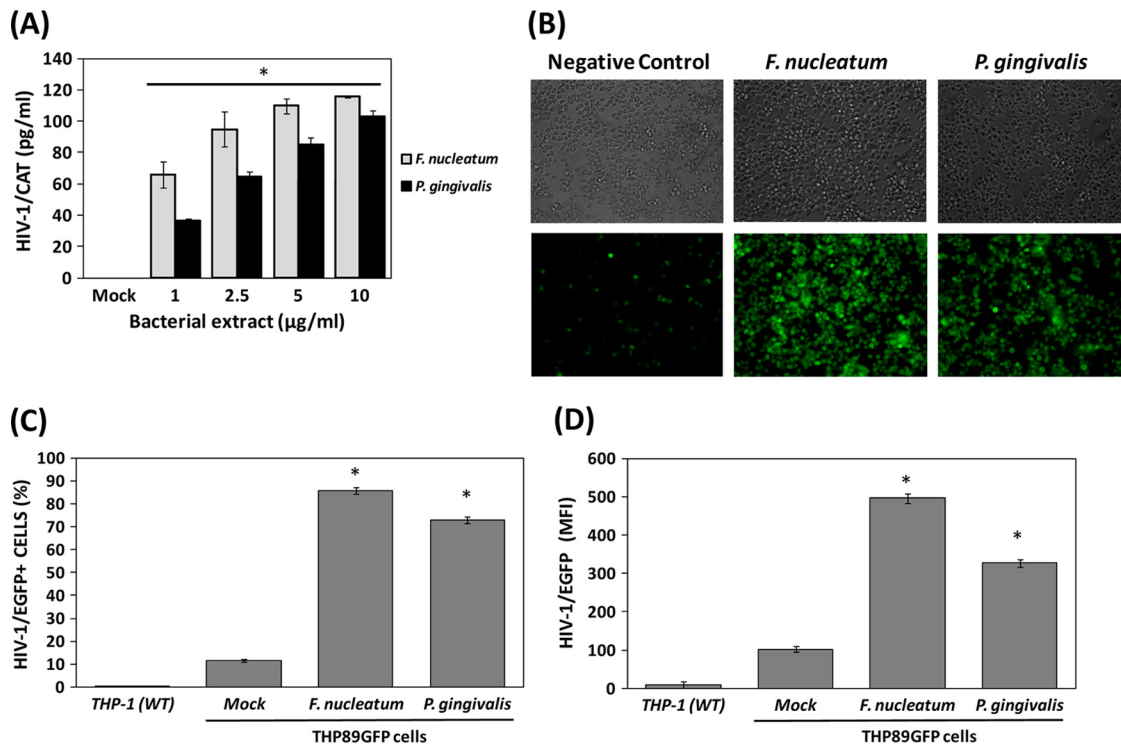 (A)
140
120
100
80
60
40
20
0
HIV-1/CAT (pg/ml)
*
F. nucleatum
P. gingivalis
Mock 1 2.5 5 10
Bacterial extract (µg/ml)
(B)
Negative Control F. nucleatum P. gingivalis
(C)
100
90
80
70
60
50
40
30
20
10
0
HIV-1/EGFP+ CELLS (%)
*
*
THP-1 (WT) Mock F. nucleatum P. gingivalis
THP89GFP cells
(D)
600
500
400
300
200
100
0
HIV-1/EGFP (MFI)
*
*
THP-1 (WT) Mock F. nucleatum P. gingivalis
THP89GFP cells